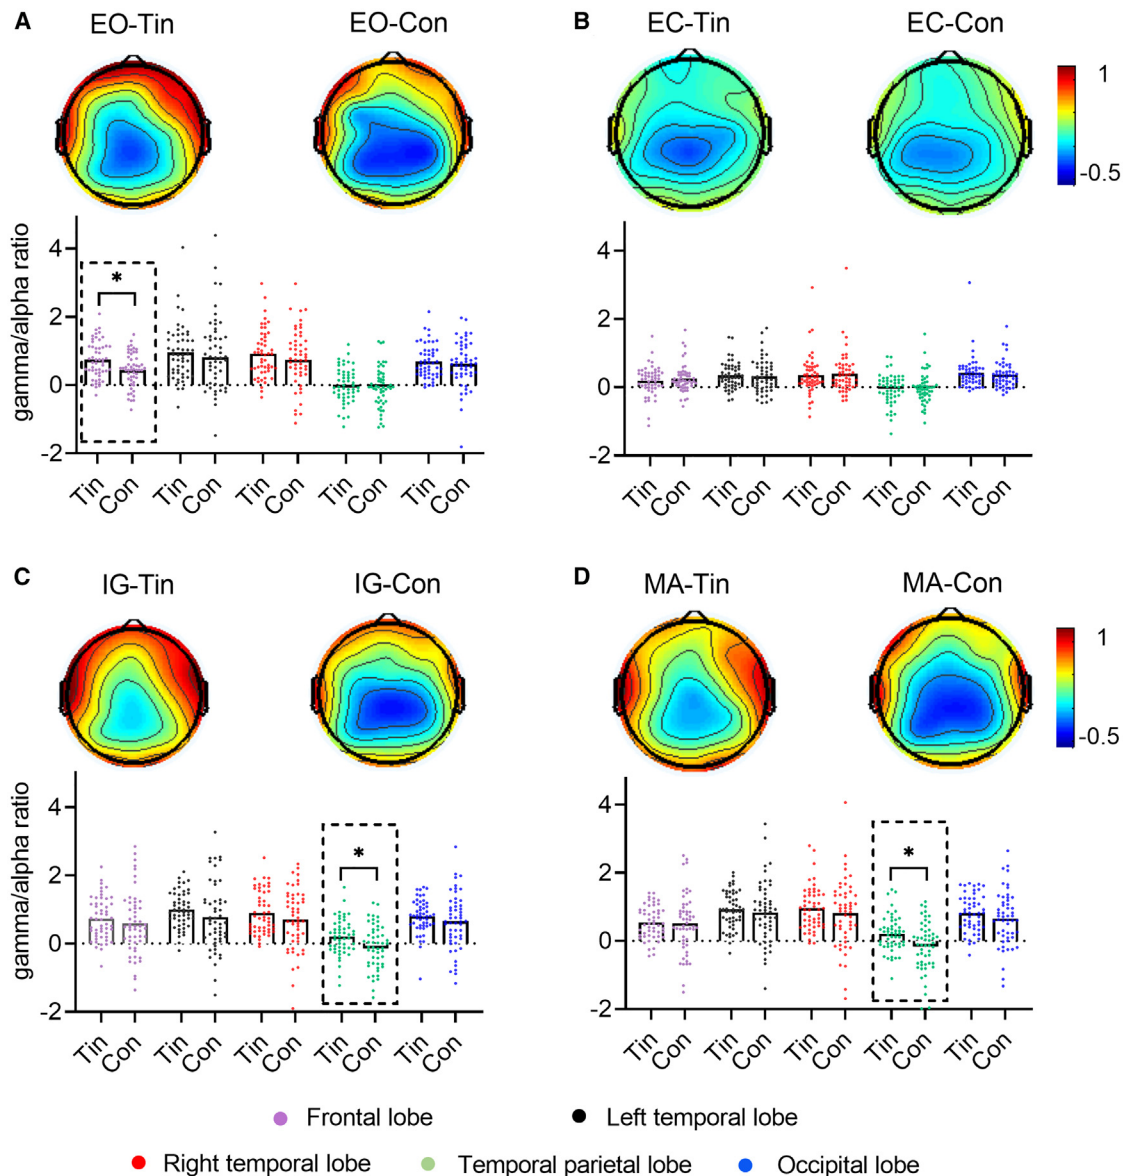 A EO-Tin EO-Con
B EC-Tin EC-Con
1
-0.5
gamma/alpha ratio
4
2
*
0
-2
Tin Con Tin Con Tin Con Tin Con Tin Con
4
2
0
-2
Tin Con Tin Con Tin Con Tin Con Tin Con
C IG-Tin IG-Con
D MA-Tin MA-Con
1
-0.5
gamma/alpha ratio
4
2
*
0
-2
Tin Con Tin Con Tin Con Tin Con Tin Con
4
2
*
0
-2
Tin Con Tin Con Tin Con Tin Con Tin Con
Frontal lobe Left temporal lobe
Right temporal lobe Temporal parietal lobe Occipital lobe